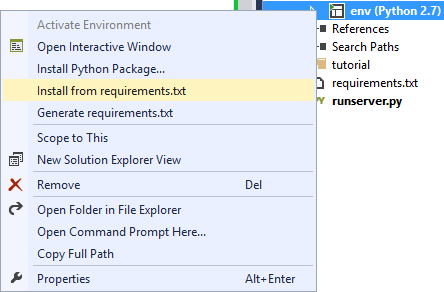 Activate Environment
Open Interactive Window
Install Python Package...
Install from requirements.txt
Generate requirements.txt
Scope to This
New Solution Explorer View
Remove Del
Open Folder in File Explorer
Open Command Prompt Here...
Copy Full Path
Properties Alt+Enter
env (Python 2.7)
References
Search Paths
tutorial
requirements.txt
runserver.py